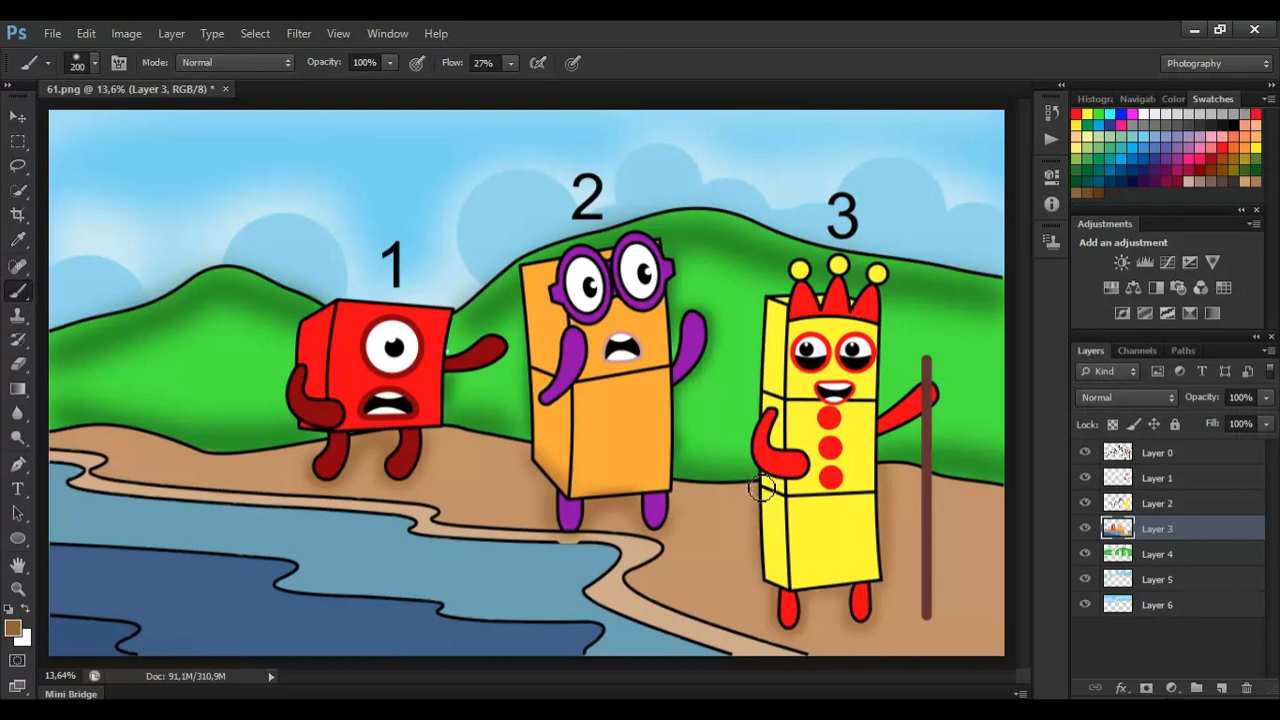 Ps File Edit Image Layer Type Select Filter View Window Help
200 Mode: Normal Opacity: 100% Flow: 27% Photography
61.png @ 13,6% (Layer 3, RGB/8) * ×
Histogr Navigat Color Swatches
1 2 3
Adjustments
Add an adjustment
Layers Channels Paths
Kind
Normal Opacity: 100%
Lock: Fill: 100%
Layer 0
Layer 1
Layer 2
Layer 3
Layer 4
Layer 5
Layer 6
13,64% Doc: 91,1M/310,9M
Mini Bridge
fx